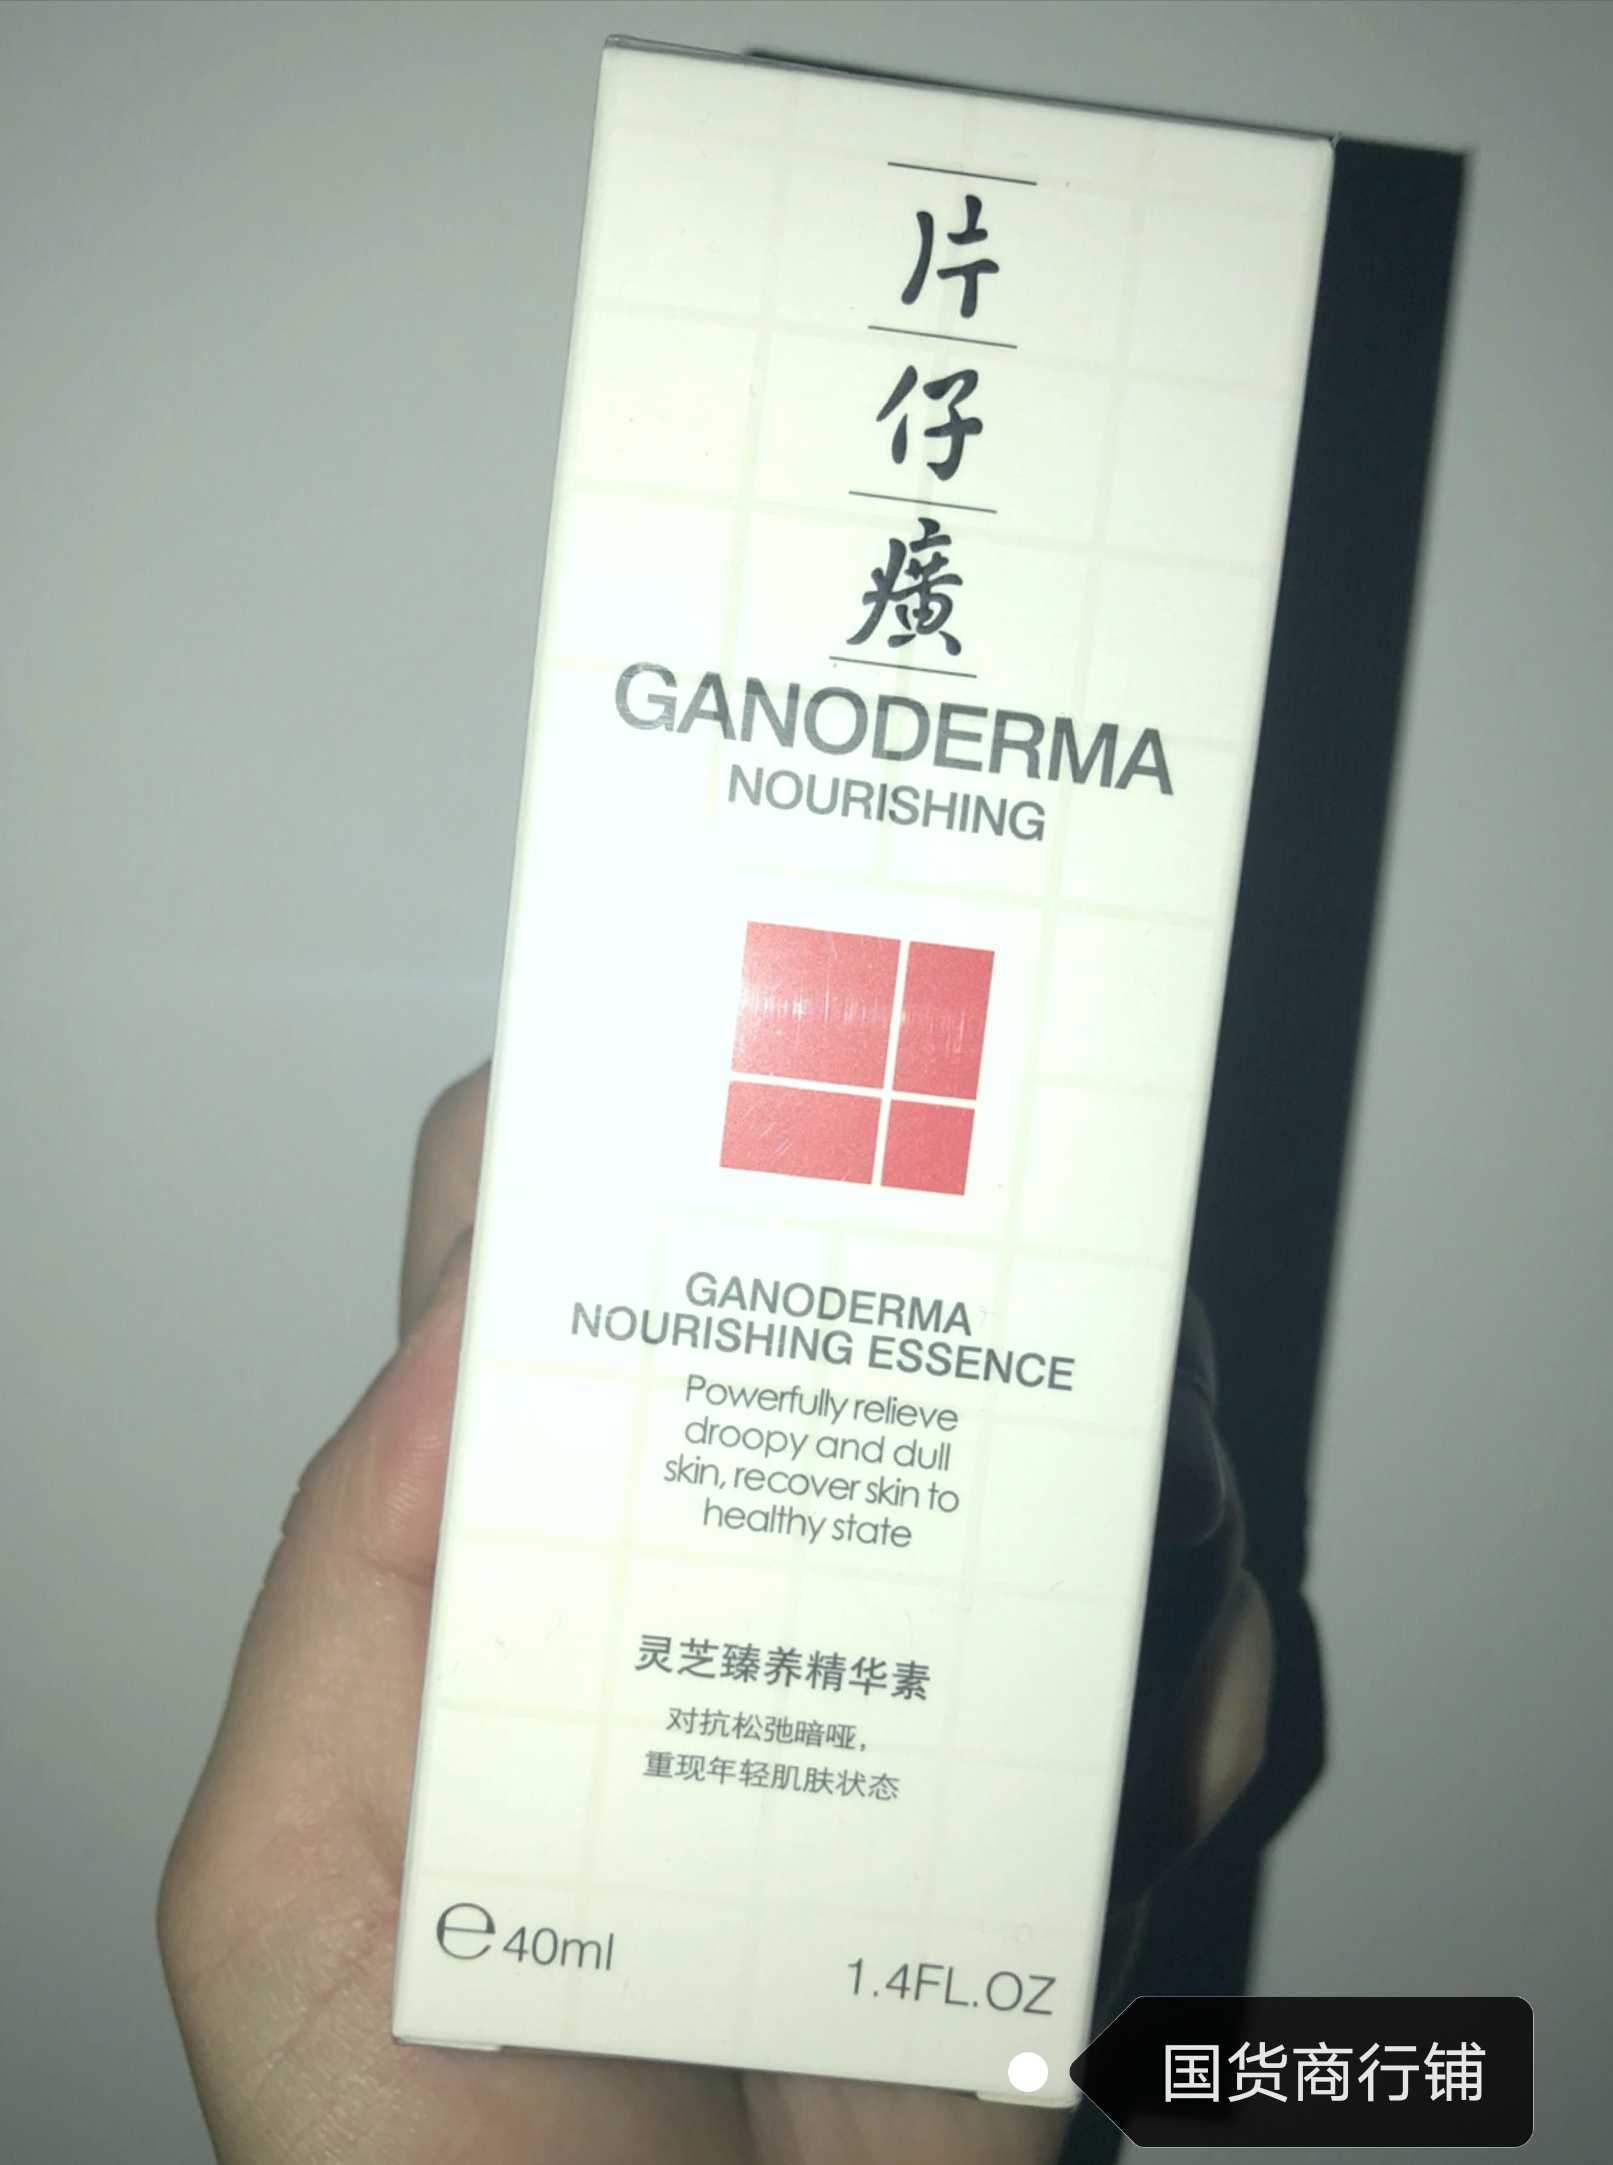 片
仔
癀
GANODERMA
NOURISHING
GANODERMA
NOURISHING ESSENCE
Powerfully relieve
droopy and dull
skin, recover skin to
healthy state
灵芝臻养精华素
对抗松弛暗哑，
重现年轻肌肤状态
℮40ml
1.4FL.OZ
国货商行铺